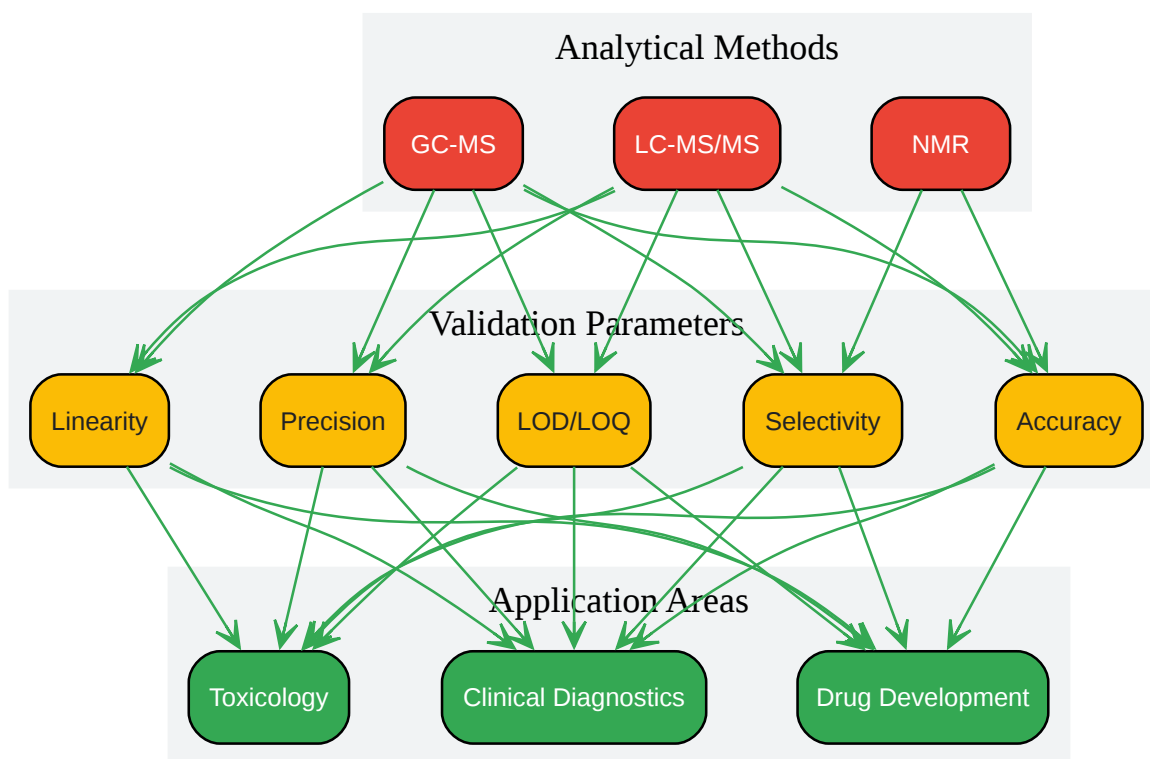 Analytical Methods
GC-MS
LC-MS/MS
NMR
Validation Parameters
Linearity
Precision
LOD/LOQ
Selectivity
Accuracy
Application Areas
Toxicology
Clinical Diagnostics
Drug Development